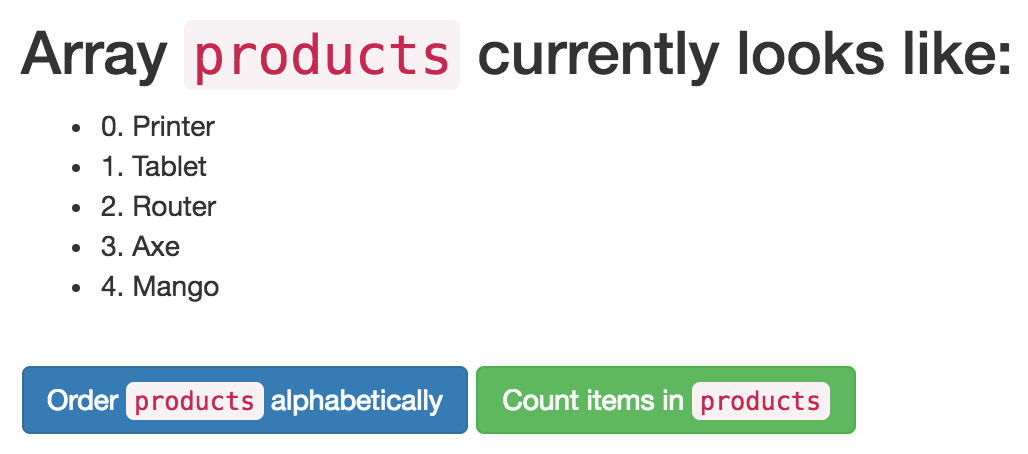 Array products currently looks like:
0. Printer
1. Tablet
2. Router
3. Axe
4. Mango
Order products alphabetically
Count items in products